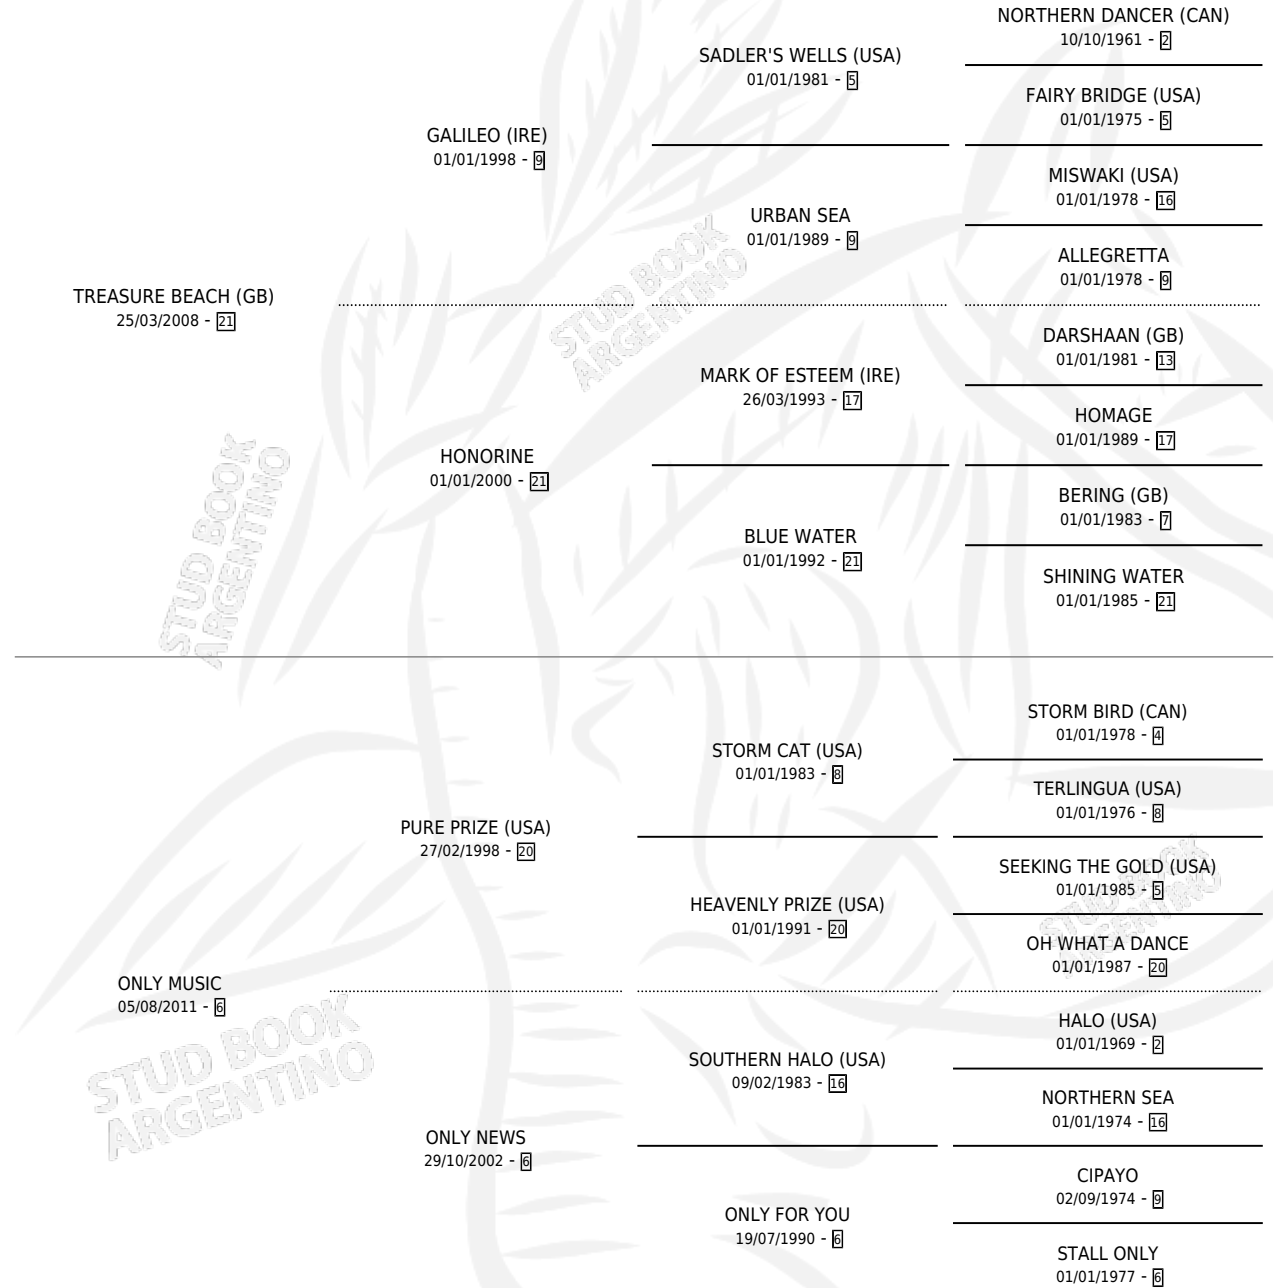 NORTHERN DANCER (CAN)
10/10/1961 - 2
SADLER'S WELLS (USA)
01/01/1981 - 5
FAIRY BRIDGE (USA)
01/01/1975 - 5
GALILEO (IRE)
01/01/1998 - 9
MISWAKI (USA)
01/01/1978 - 16
URBAN SEA
01/01/1989 - 9
ALLEGRETTA
01/01/1978 - 9
TREASURE BEACH (GB)
25/03/2008 - 21
DARSHAAN (GB)
01/01/1981 - 13
MARK OF ESTEEM (IRE)
26/03/1993 - 17
HOMAGE
01/01/1989 - 17
HONORINE
01/01/2000 - 21
BERING (GB)
01/01/1983 - 7
BLUE WATER
01/01/1992 - 21
SHINING WATER
01/01/1985 - 21
STORM BIRD (CAN)
01/01/1978 - 4
STORM CAT (USA)
01/01/1983 - 8
TERLINGUA (USA)
01/01/1976 - 8
PURE PRIZE (USA)
27/02/1998 - 20
SEEKING THE GOLD (USA)
01/01/1985 - 5
HEAVENLY PRIZE (USA)
01/01/1991 - 20
OH WHAT A DANCE
01/01/1987 - 20
ONLY MUSIC
05/08/2011 - 6
HALO (USA)
01/01/1969 - 2
SOUTHERN HALO (USA)
09/02/1983 - 16
NORTHERN SEA
01/01/1974 - 16
ONLY NEWS
29/10/2002 - 6
CIPAYO
02/09/1974 - 9
ONLY FOR YOU
19/07/1990 - 6
STALL ONLY
01/01/1977 - 6
STUD BOOK
ARGENTINO
STUD BOOK
ARGENTINO
STUD BOOK
ARGENTINO
STUD BOOK
ARGENTINO